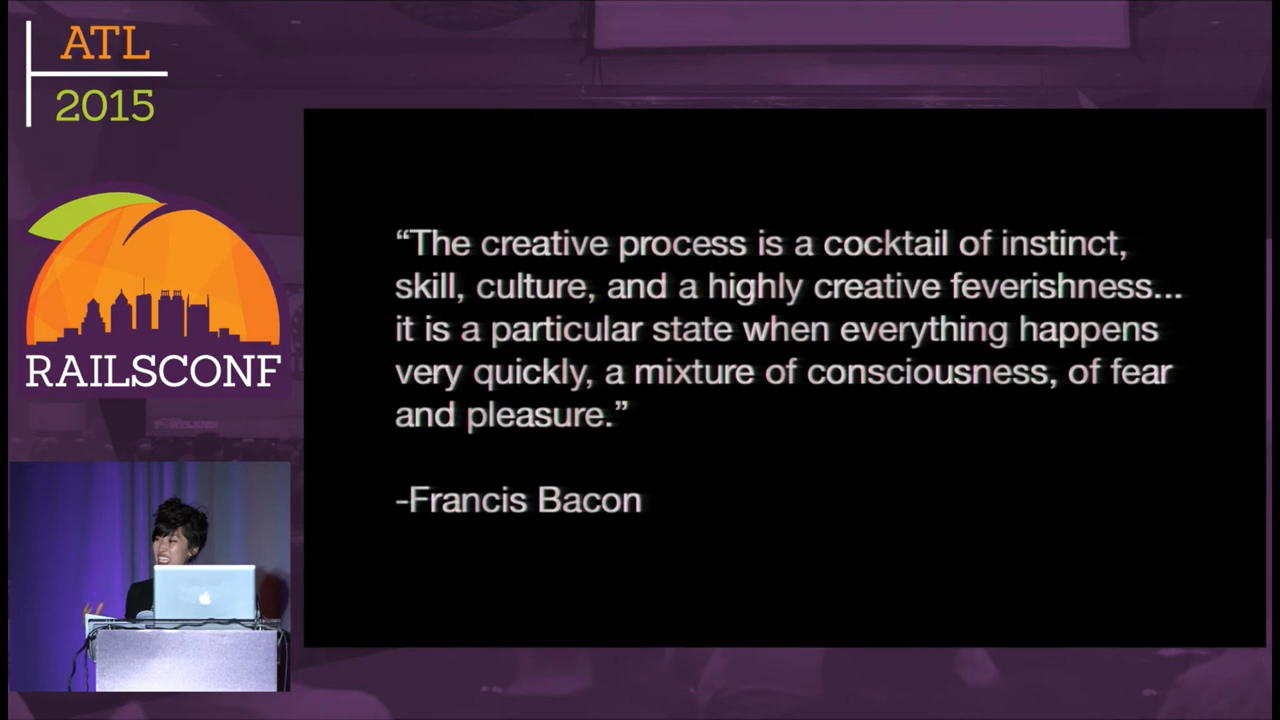 ATL
2015
RAILSCONF
“The creative process is a cocktail of instinct,
skill, culture, and a highly creative feverishness...
it is a particular state when everything happens
very quickly, a mixture of consciousness, of fear
and pleasure.”
-Francis Bacon